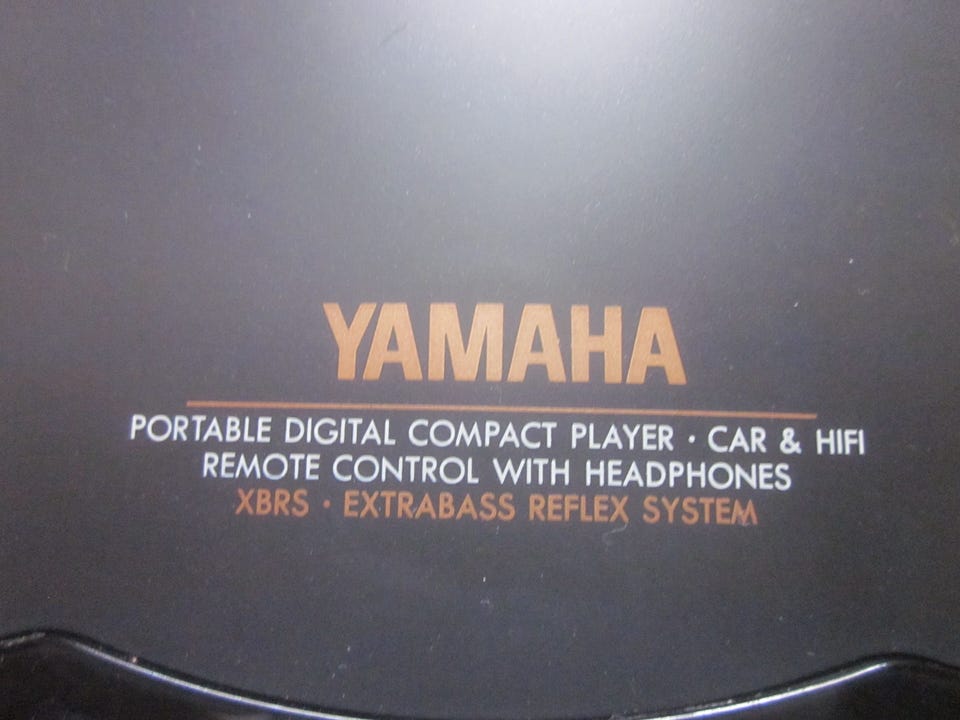 YAMAHA
PORTABLE DIGITAL COMPACT PLAYER · CAR & HIFI
REMOTE CONTROL WITH HEADPHONES
XBRS · EXTRABASS REFLEX SYSTEM